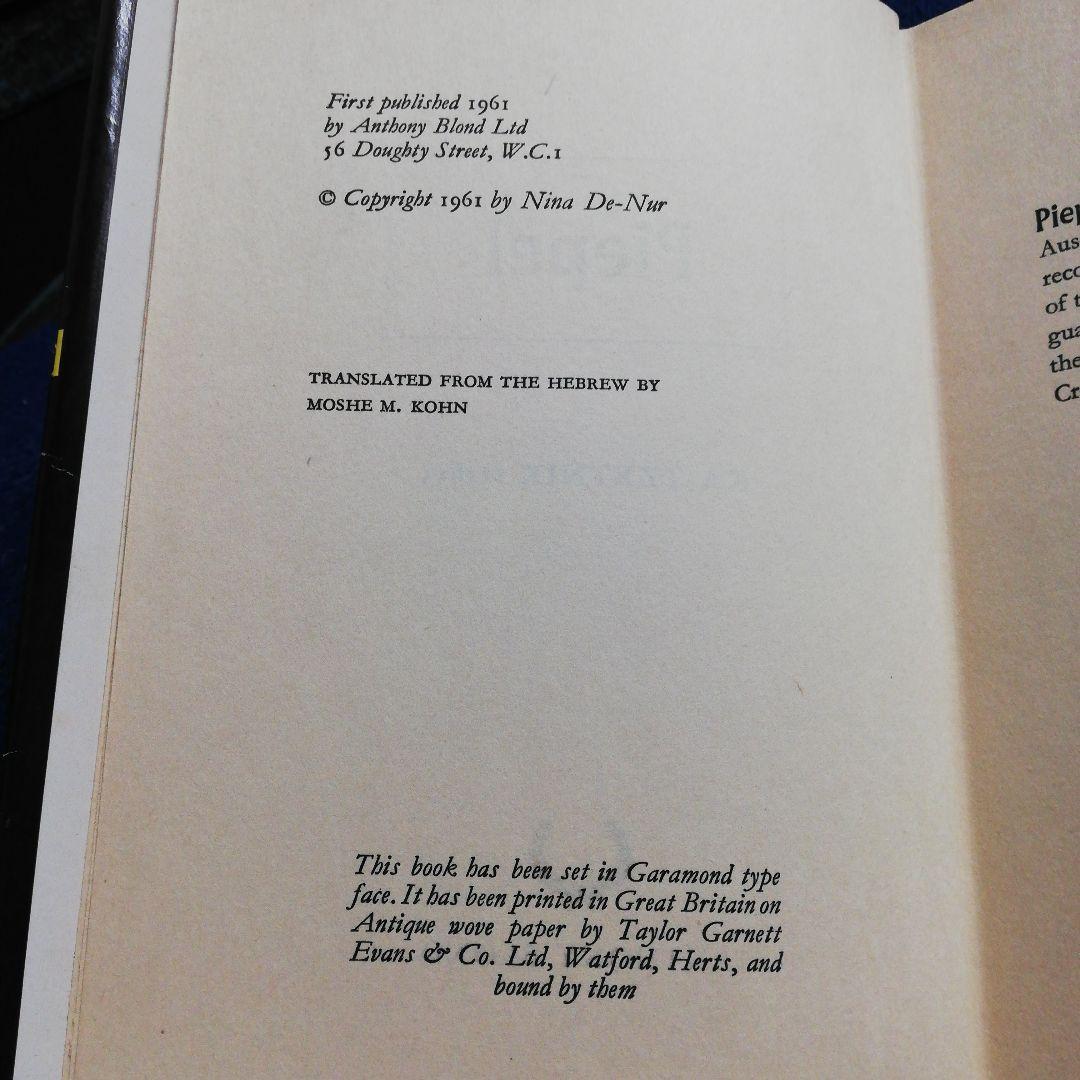 First published 1961
by Anthony Blond Ltd
56 Doughty Street, W.C.1
© Copyright 1961 by Nina De-Nur
TRANSLATED FROM THE HEBREW BY
MOSHE M. KOHN
This book has been set in Garamond type
face. It has been printed in Great Britain on
Antique wove paper by Taylor Garnett
Evans & Co. Ltd, Watford, Herts, and
bound by them
of t
the